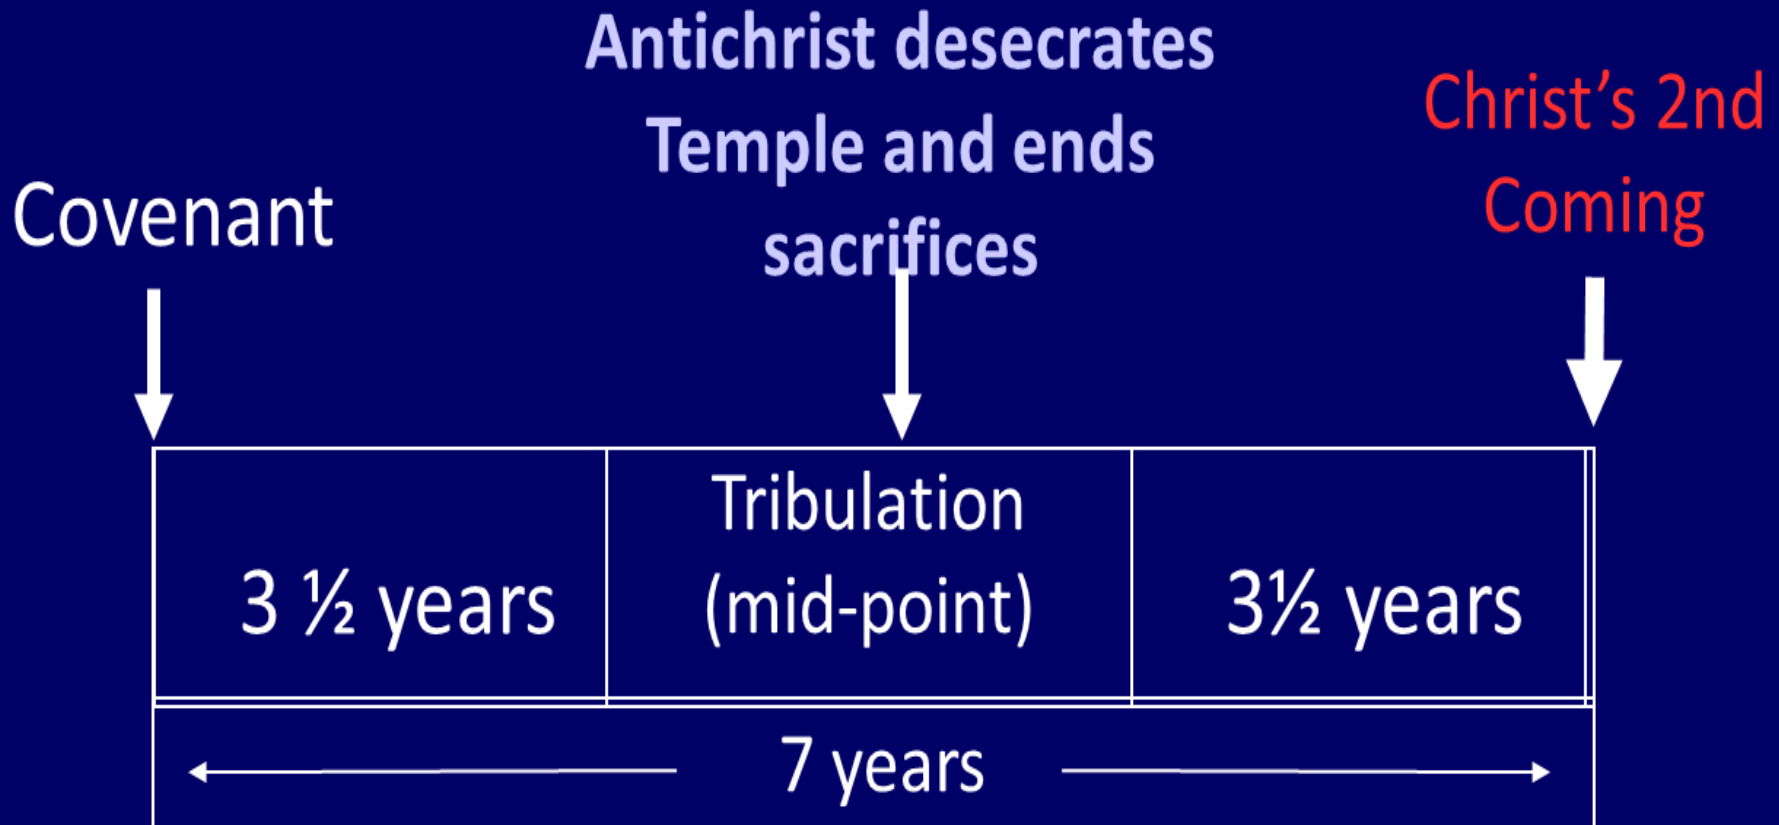 Antichrist desecrates
Temple and ends
sacrifices
Christ’s 2nd
Coming
Covenant
Tribulation
(mid-point)
3 ½ years
3½ years
7 years